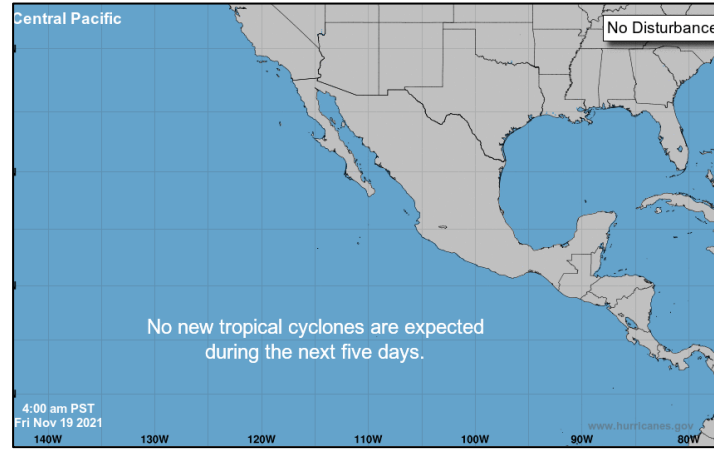 Central Pacific
No Disturbance
No new tropical cyclones are expected
during the next five days.
4:00 am PST
Fri Nov 19 2021
www.hurricanes.gov
140W 130W 120W 110W 100W 90W 80W